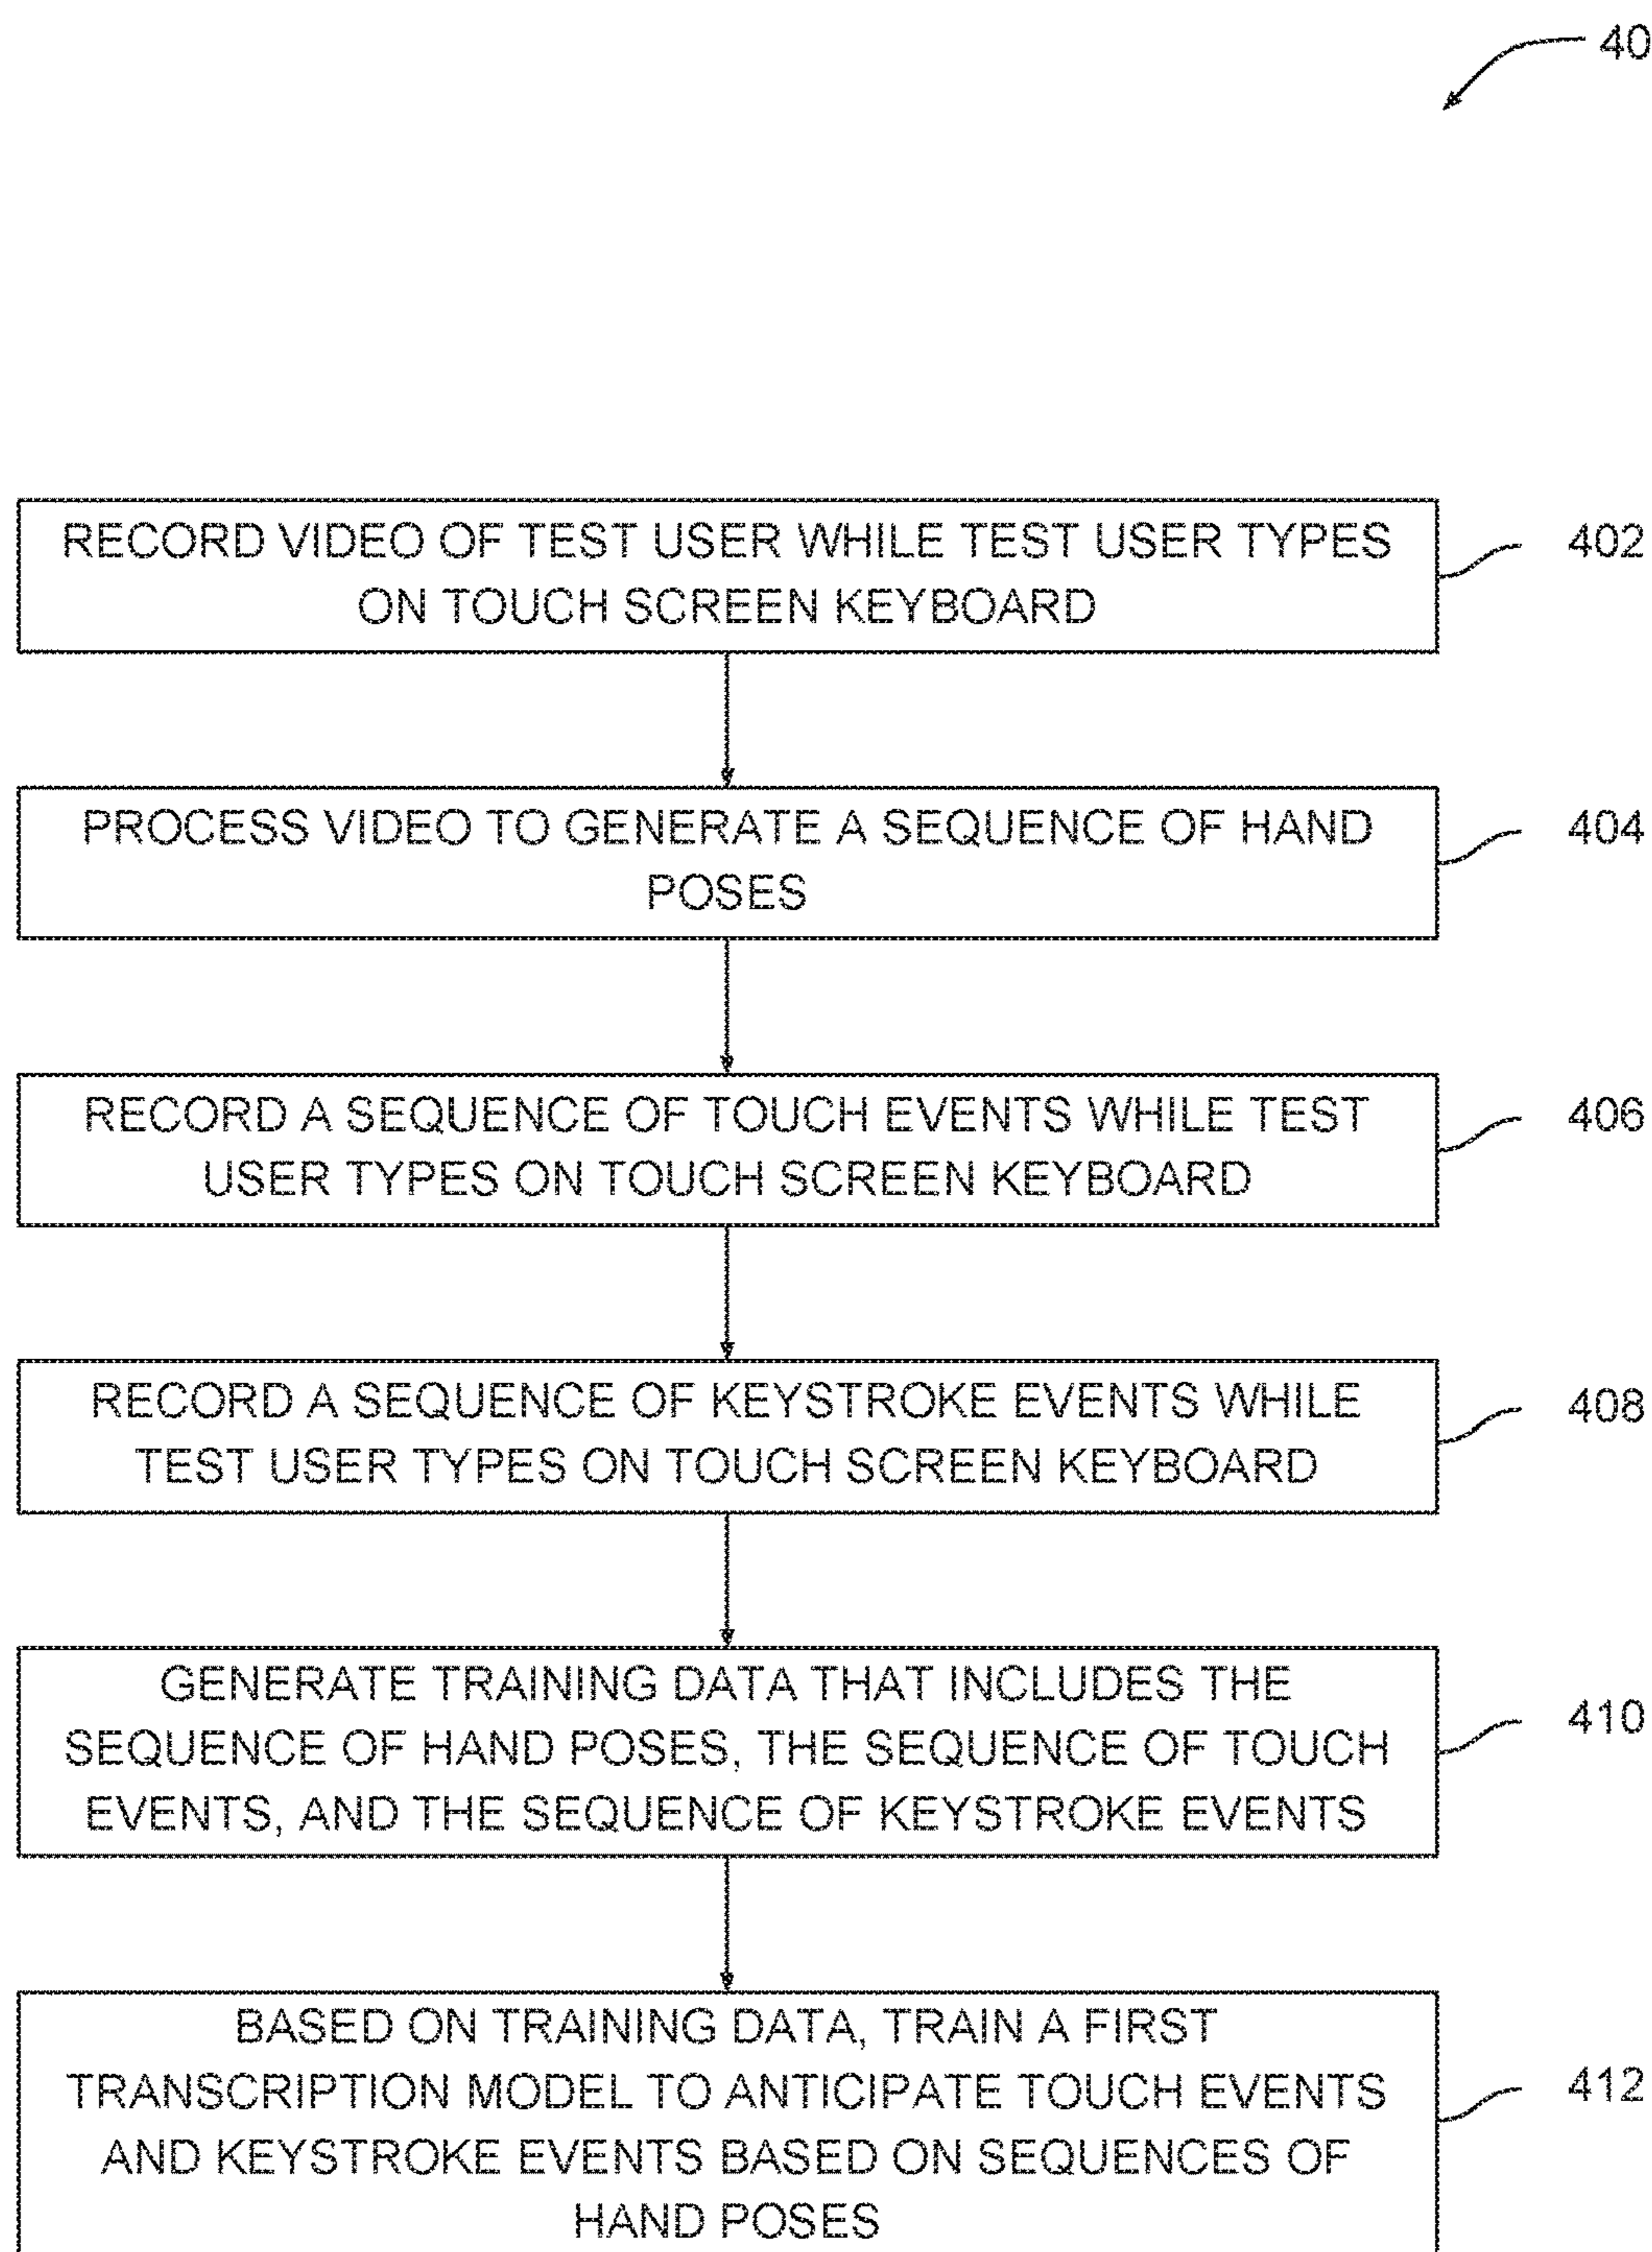 40
RECORD VIDEO OF TEST USER WHILE TEST USER TYPES
ON TOUCH SCREEN KEYBOARD
402
PROCESS VIDEO TO GENERATE A SEQUENCE OF HAND
POSES
404
RECORD A SEQUENCE OF TOUCH EVENTS WHILE TEST
USER TYPES ON TOUCH SCREEN KEYBOARD
406
RECORD A SEQUENCE OF KEYSTROKE EVENTS WHILE
TEST USER TYPES ON TOUCH SCREEN KEYBOARD
408
GENERATE TRAINING DATA THAT INCLUDES THE
SEQUENCE OF HAND POSES, THE SEQUENCE OF TOUCH
EVENTS, AND THE SEQUENCE OF KEYSTROKE EVENTS
410
BASED ON TRAINING DATA, TRAIN A FIRST
TRANSCRIPTION MODEL TO ANTICIPATE TOUCH EVENTS
AND KEYSTROKE EVENTS BASED ON SEQUENCES OF
HAND POSES
412